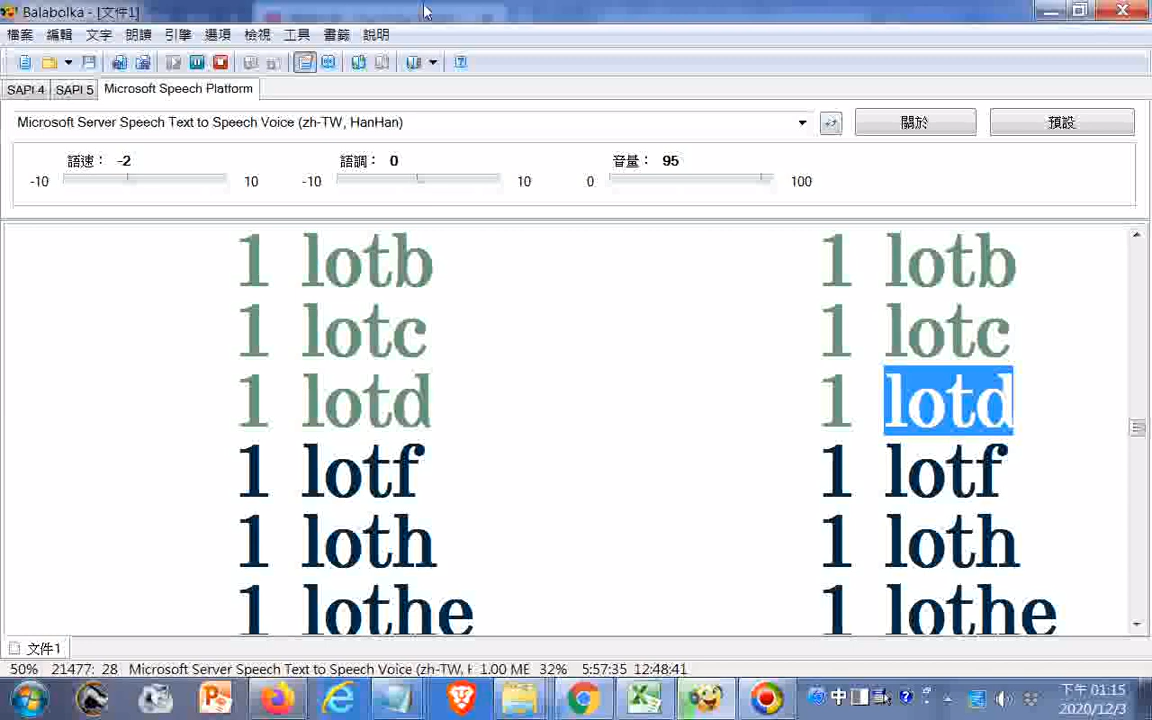 Balabolka - [文件1]
檔案 編輯 文字 朗讀 引擎 選項 檢視 工具 書籤 說明
SAPI 4 SAPI 5 Microsoft Speech Platform
Microsoft Server Speech Text to Speech Voice (zh-TW, HanHan) 關於 預設
語速： -2 語調： 0 音量： 95
-10 10 -10 10 0 100
1 lotb 1 lotb
1 lotc 1 lotc
1 lotd 1 lotd
1 lotf 1 lotf
1 loth 1 loth
1 lothe 1 lothe
文件1
50% 21477: 28 Microsoft Server Speech Text to Speech Voice (zh-TW, 1.00 ME 32% 5:57:35 12:48:41
中 下午 01:15
2020/12/3